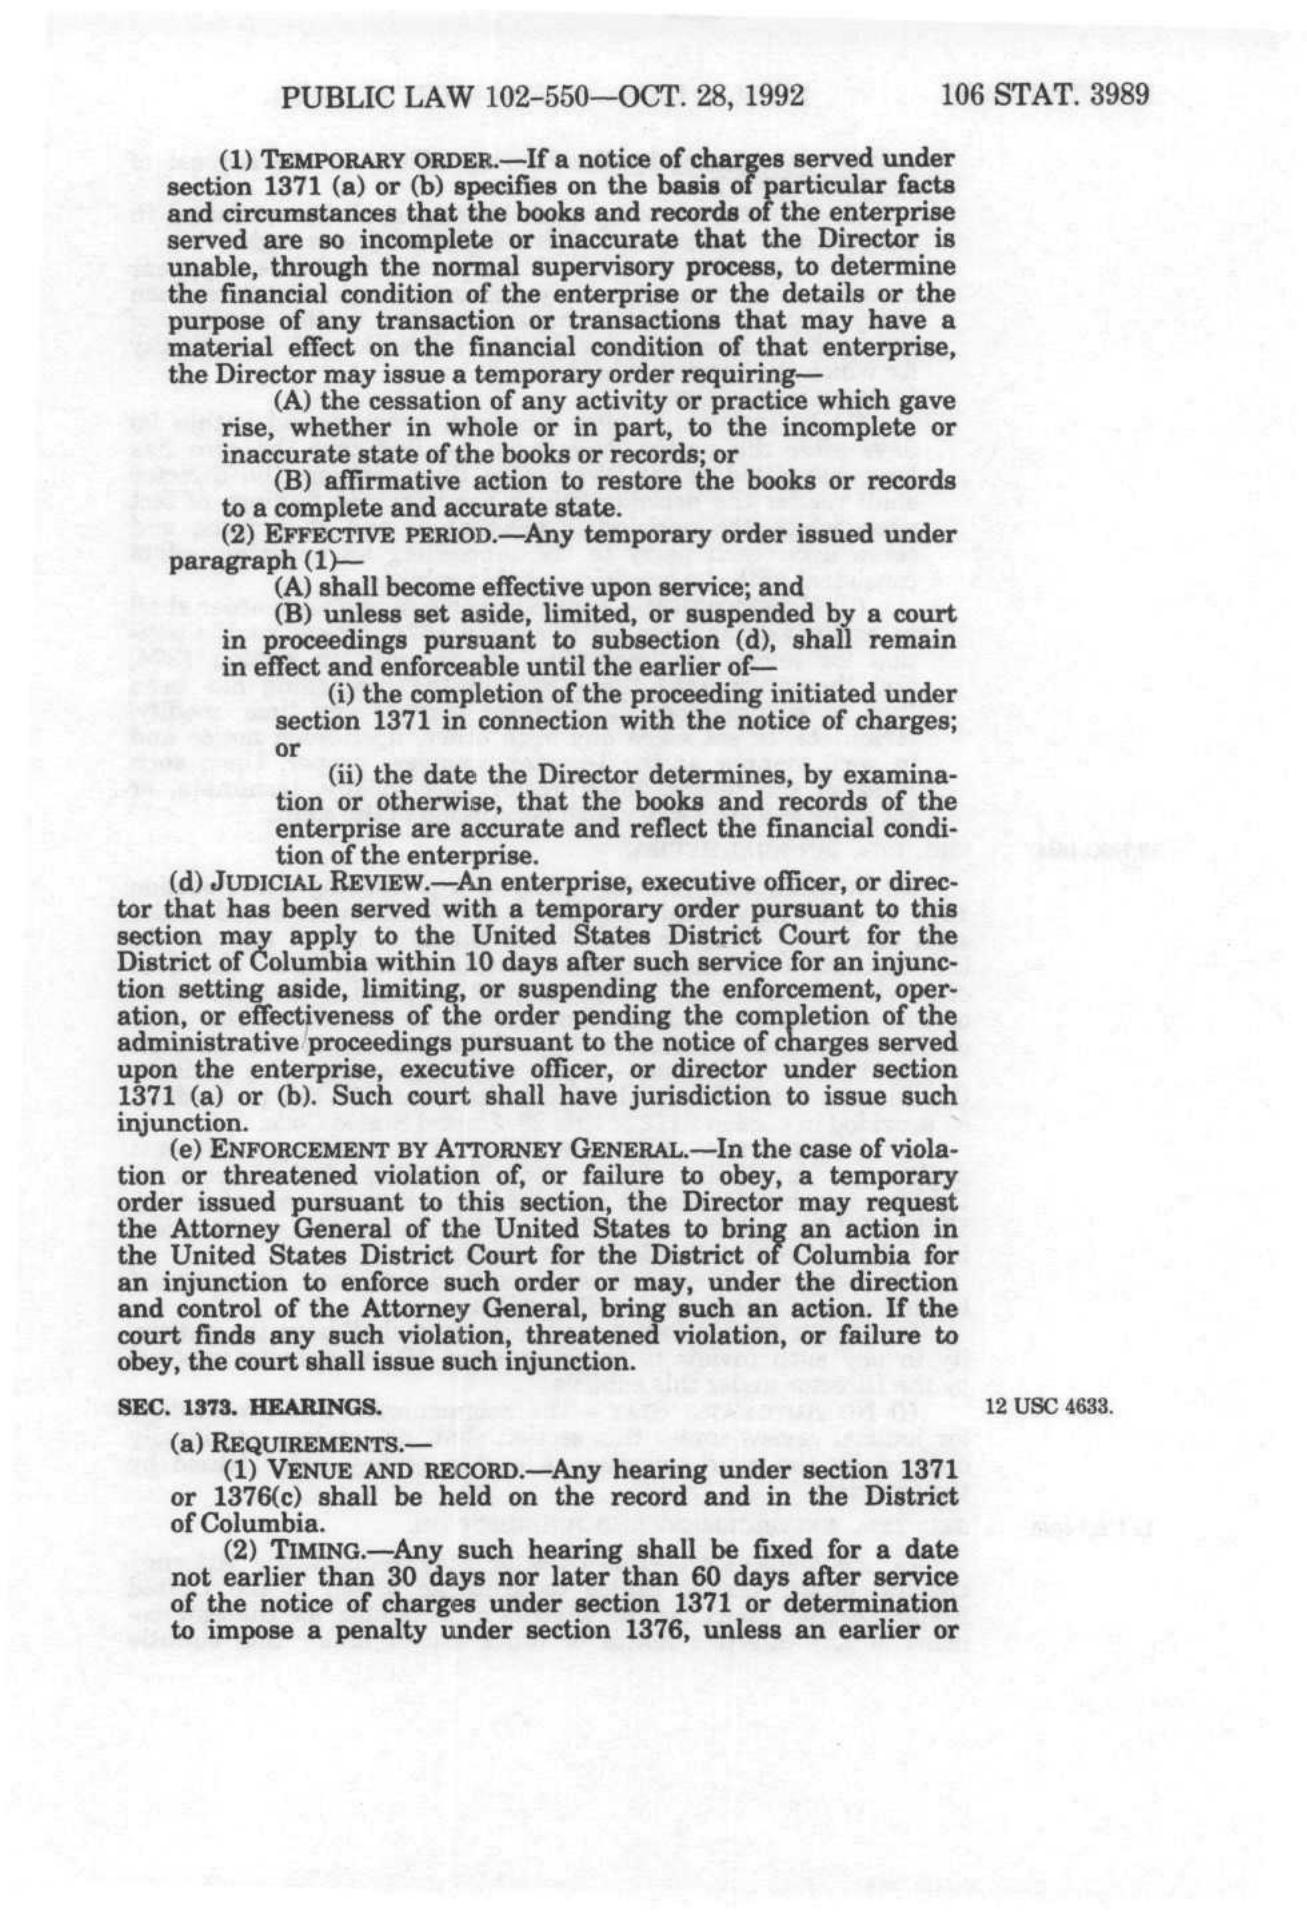 PUBLIC LAW 102-550—OCT. 28, 1992 106 STAT. 3989
(1) TEMPORARY ORDER.—If a notice of charges served under
section 1371 (a) or (b) specifies on the basis of particular facts
and circumstances that the books and records of the enterprise
served are so incomplete or inaccurate that the Director is
unable, through the normal supervisory process, to determine
the financial condition of the enterprise or the details or the
purpose of any transaction or transactions that may have a
material effect on the financial condition of that enterprise,
the Director may issue a temporary order requiring—
(A) the cessation of any activity or practice which gave
rise, whether in whole or in part, to the incomplete or
inaccurate state of the books or records; or
(B) affirmative action to restore the books or records
to a complete and accurate state.
(2) EFFECTIVE PERIOD.—Any temporary order issued under
paragraph (1)—
(A) shall become effective upon service; and
(B) unless set aside, limited, or suspended by a court
in proceedings pursuant to subsection (d), shall remain
in effect and enforceable until the earlier of—
(i) the completion of the proceeding initiated under
section 1371 in connection with the notice of charges;
or
(ii) the date the Director determines, by examina-
tion or otherwise, that the books and records of the
enterprise are accurate and reflect the financial condi-
tion of the enterprise.
(d) JUDICIAL REVIEW.—An enterprise, executive officer, or direc-
tor that has been served with a temporary order pursuant to this
section may apply to the United States District Court for the
District of Columbia within 10 days after such service for an injunc-
tion setting aside, limiting, or suspending the enforcement, oper-
ation, or effectiveness of the order pending the completion of the
administrative proceedings pursuant to the notice of charges served
upon the enterprise, executive officer, or director under section
1371 (a) or (b). Such court shall have jurisdiction to issue such
injunction.
(e) ENFORCEMENT BY ATTORNEY GENERAL.—In the case of viola-
tion or threatened violation of, or failure to obey, a temporary
order issued pursuant to this section, the Director may request
the Attorney General of the United States to bring an action in
the United States District Court for the District of Columbia for
an injunction to enforce such order or may, under the direction
and control of the Attorney General, bring such an action. If the
court finds any such violation, threatened violation, or failure to
obey, the court shall issue such injunction.
SEC. 1373. HEARINGS. 12 USC 4633.
(a) REQUIREMENTS.—
(1) VENUE AND RECORD.—Any hearing under section 1371
or 1376(c) shall be held on the record and in the District
of Columbia.
(2) TIMING.—Any such hearing shall be fixed for a date
not earlier than 30 days nor later than 60 days after service
of the notice of charges under section 1371 or determination
to impose a penalty under section 1376, unless an earlier or